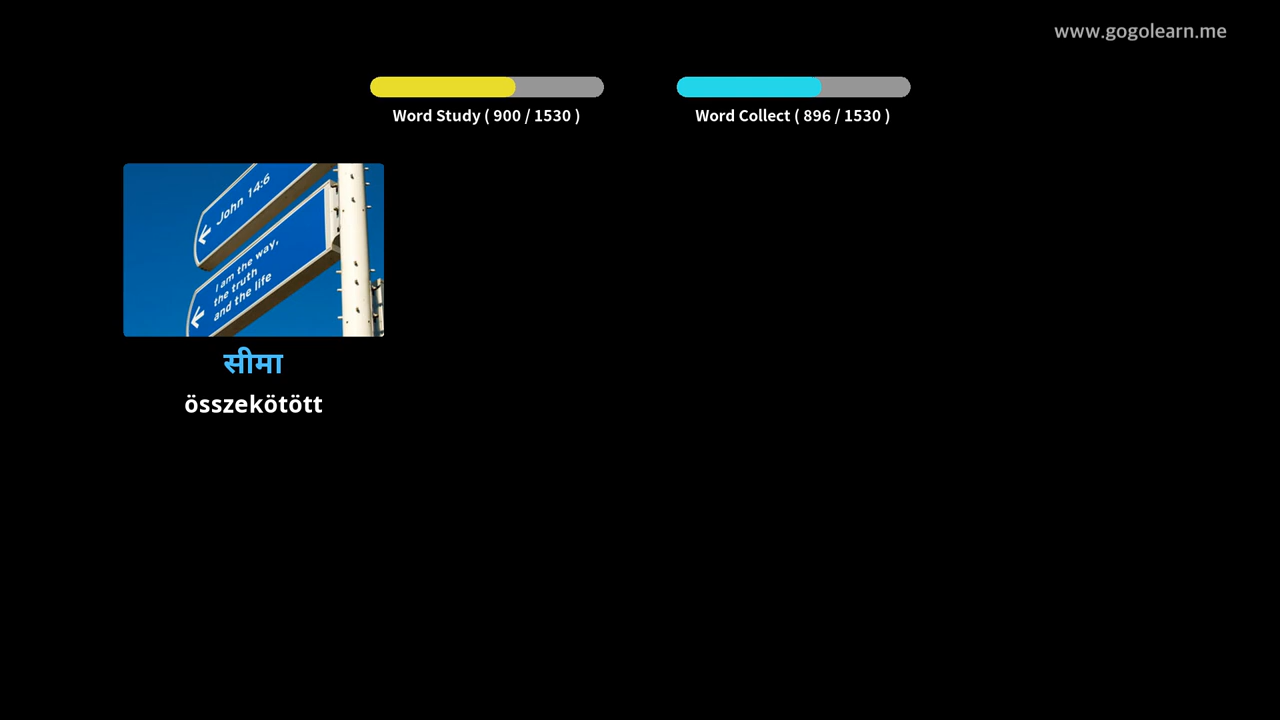 www.gogolearn.me
Word Study ( 900 / 1530 )
Word Collect ( 896 / 1530 )
John 14:6
I am the way,
the truth
and the life
सीमा
összekötött